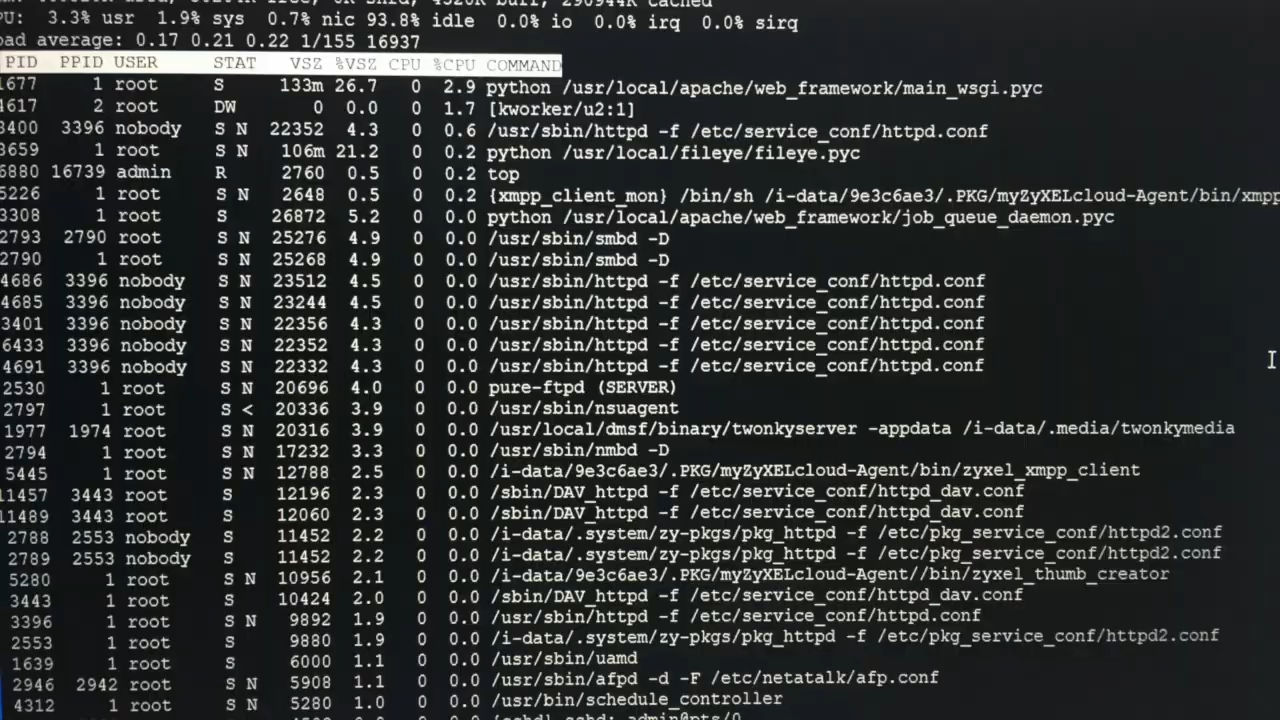 3.3% usr 1.9% sys 0.7% nic 93.8% idle 0.0% io 0.0% irq 0.0% sirq
average: 0.17 0.21 0.22 1/155 16937
PID PPID USER STAT VSZ %VSZ CPU %CPU COMMAND
1677 1 root S 133m 26.7 0 2.9 python /usr/local/apache/web_framework/main_wsgi.pyc
4617 2 root DW 0 0.0 0 1.7 [kworker/u2:1]
3400 3396 nobody S N 22352 4.3 0 0.6 /usr/sbin/httpd -f /etc/service_conf/httpd.conf
3659 1 root S N 106m 21.2 0 0.2 python /usr/local/fileye/fileye.pyc
6880 16739 admin R 2760 0.5 0 0.2 top
5226 1 root S N 2648 0.5 0 0.2 {xmpp_client_mon} /bin/sh /i-data/9e3c6ae3/.PKG/myZyXELcloud-Agent/bin/xmpp
3308 1 root S 26872 5.2 0 0.0 python /usr/local/apache/web_framework/job_queue_daemon.pyc
2793 2790 root S N 25276 4.9 0 0.0 /usr/sbin/smbd -D
2790 1 root S N 25268 4.9 0 0.0 /usr/sbin/smbd -D
4686 3396 nobody S N 23512 4.5 0 0.0 /usr/sbin/httpd -f /etc/service_conf/httpd.conf
4685 3396 nobody S N 23244 4.5 0 0.0 /usr/sbin/httpd -f /etc/service_conf/httpd.conf
3401 3396 nobody S N 22356 4.3 0 0.0 /usr/sbin/httpd -f /etc/service_conf/httpd.conf
6433 3396 nobody S N 22352 4.3 0 0.0 /usr/sbin/httpd -f /etc/service_conf/httpd.conf
4691 3396 nobody S N 22332 4.3 0 0.0 /usr/sbin/httpd -f /etc/service_conf/httpd.conf
2530 1 root S N 20696 4.0 0 0.0 pure-ftpd (SERVER)
2797 1 root S < 20336 3.9 0 0.0 /usr/sbin/nsuagent
1977 1974 root S N 20316 3.9 0 0.0 /usr/local/dmsf/binary/twonkyserver -appdata /i-data/.media/twonkymedia
2794 1 root S N 17232 3.3 0 0.0 /usr/sbin/nmbd -D
5445 1 root S N 12788 2.5 0 0.0 /i-data/9e3c6ae3/.PKG/myZyXELcloud-Agent/bin/zyxel_xmpp_client
11457 3443 root S 12196 2.3 0 0.0 /sbin/DAV_httpd -f /etc/service_conf/httpd_dav.conf
11489 3443 root S 12060 2.3 0 0.0 /sbin/DAV_httpd -f /etc/service_conf/httpd_dav.conf
2788 2553 nobody S 11452 2.2 0 0.0 /i-data/.system/zy-pkgs/pkg_httpd -f /etc/pkg_service_conf/httpd2.conf
2789 2553 nobody S 11452 2.2 0 0.0 /i-data/.system/zy-pkgs/pkg_httpd -f /etc/pkg_service_conf/httpd2.conf
5280 1 root S N 10956 2.1 0 0.0 /i-data/9e3c6ae3/.PKG/myZyXELcloud-Agent//bin/zyxel_thumb_creator
3443 1 root S 10424 2.0 0 0.0 /sbin/DAV_httpd -f /etc/service_conf/httpd_dav.conf
3396 1 root S N 9892 1.9 0 0.0 /usr/sbin/httpd -f /etc/service_conf/httpd.conf
2553 1 root S 9880 1.9 0 0.0 /i-data/.system/zy-pkgs/pkg_httpd -f /etc/pkg_service_conf/httpd2.conf
1639 1 root S 6000 1.1 0 0.0 /usr/sbin/uamd
2946 2942 root S N 5908 1.1 0 0.0 /usr/sbin/afpd -d -F /etc/netatalk/afp.conf
4312 1 root S N 5280 1.0 0 0.0 /usr/bin/schedule_controller